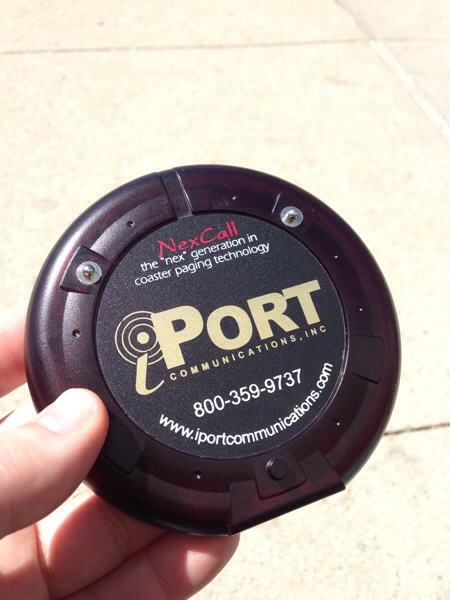 NexCall
the "nex" generation in
coaster paging technology
iPORT
COMMUNICATIONS, INC
800-359-9737
www.iportcommunications.com